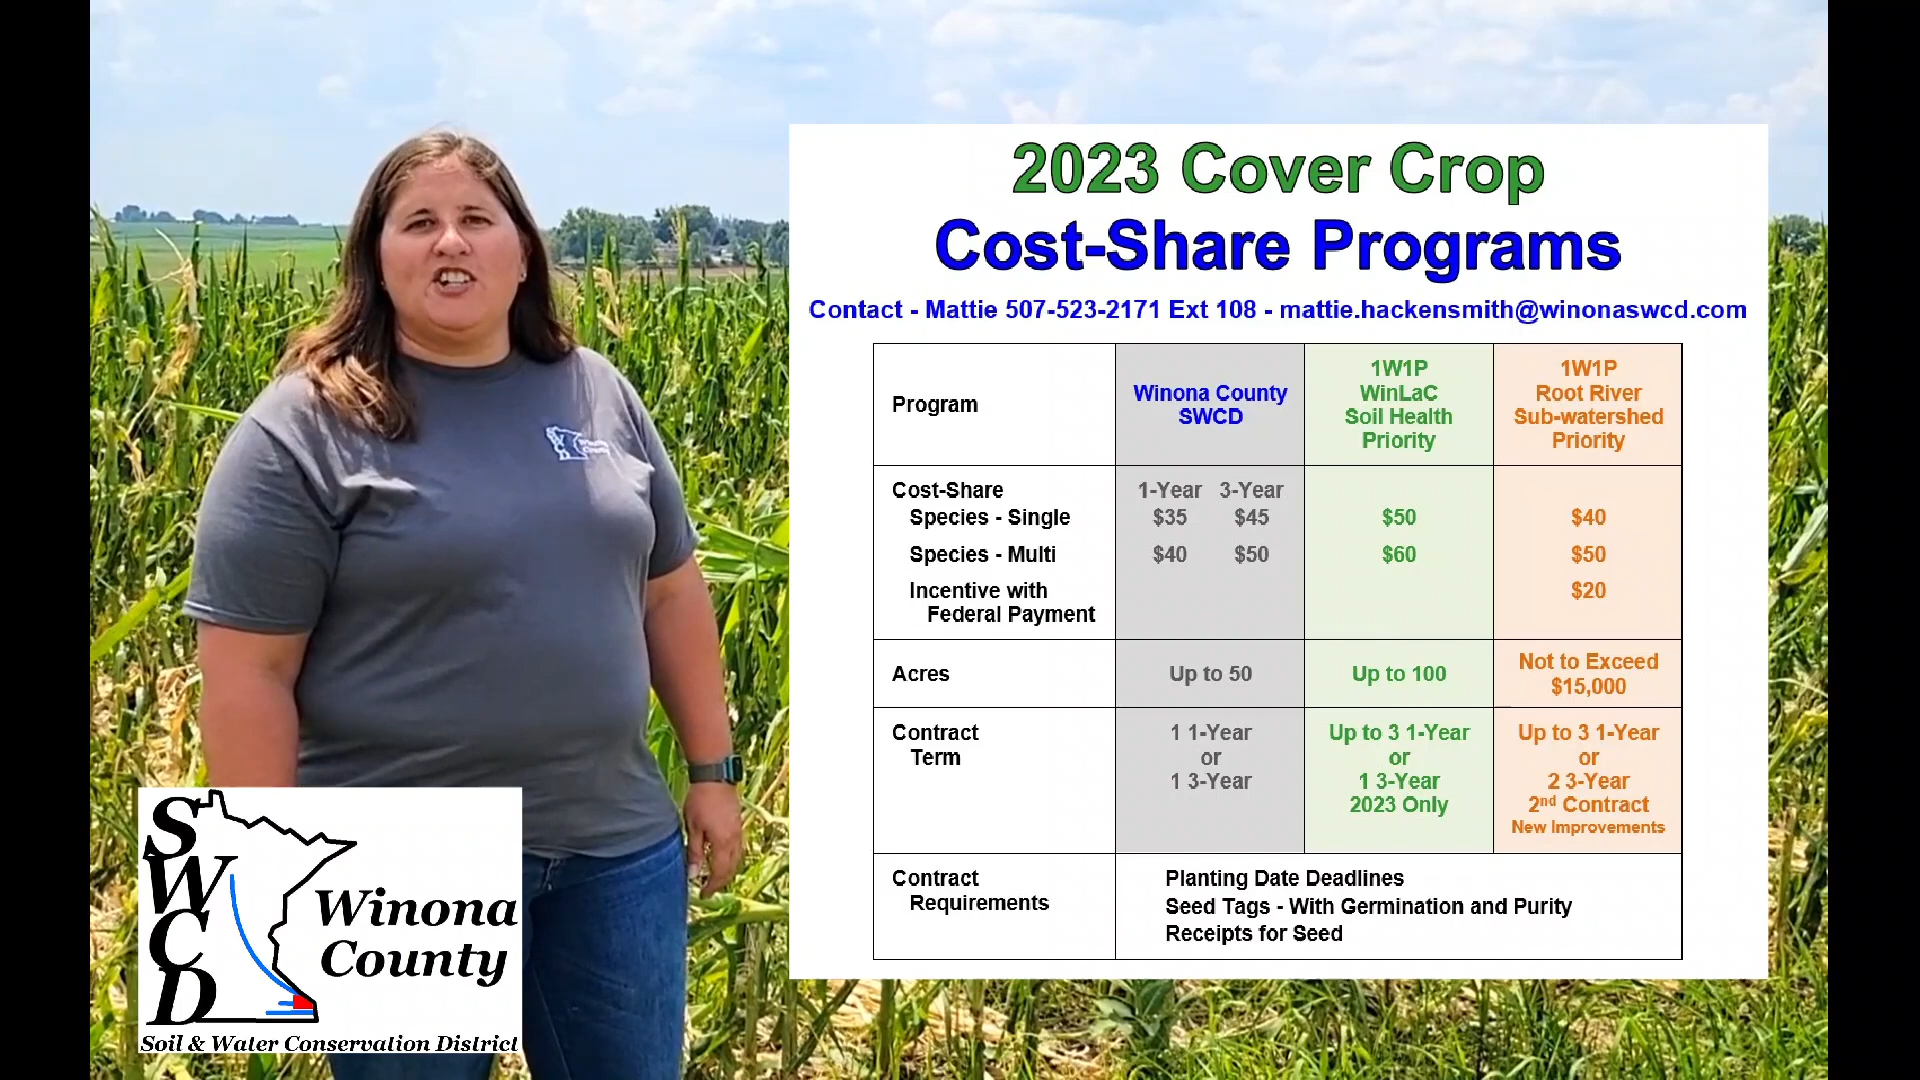 2023 Cover Crop
Cost-Share Programs
Contact - Mattie 507-523-2171 Ext 108 - mattie.hackensmith@winonaswcd.com
Program
Winona County
SWCD
1W1P
WinLaC
Soil Health
Priority
1W1P
Root River
Sub-watershed
Priority
Cost-Share
1-Year 3-Year
Species - Single
$35 $45
$50
$40
Species - Multi
$40 $50
$60
$50
Incentive with
Federal Payment
$20
Acres
Up to 50
Up to 100
Not to Exceed
$15,000
Contract
Term
1 1-Year
or
1 3-Year
Up to 3 1-Year
or
1 3-Year
2023 Only
Up to 3 1-Year
or
2 3-Year
2nd Contract
New Improvements
Contract
Requirements
Planting Date Deadlines
Seed Tags - With Germination and Purity
Receipts for Seed
Winona
County
SWCD
Winona
County
Soil & Water Conservation District